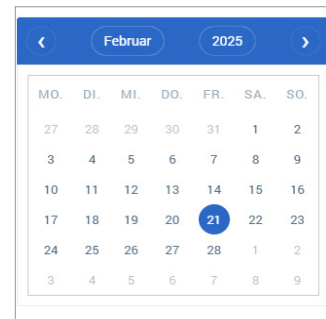 ‹ Februar 2025 ›
MO. DI. MI. DO. FR. SA. SO.
27 28 29 30 31 1 2
3 4 5 6 7 8 9
10 11 12 13 14 15 16
17 18 19 20 21 22 23
24 25 26 27 28 1 2
3 4 5 6 7 8 9